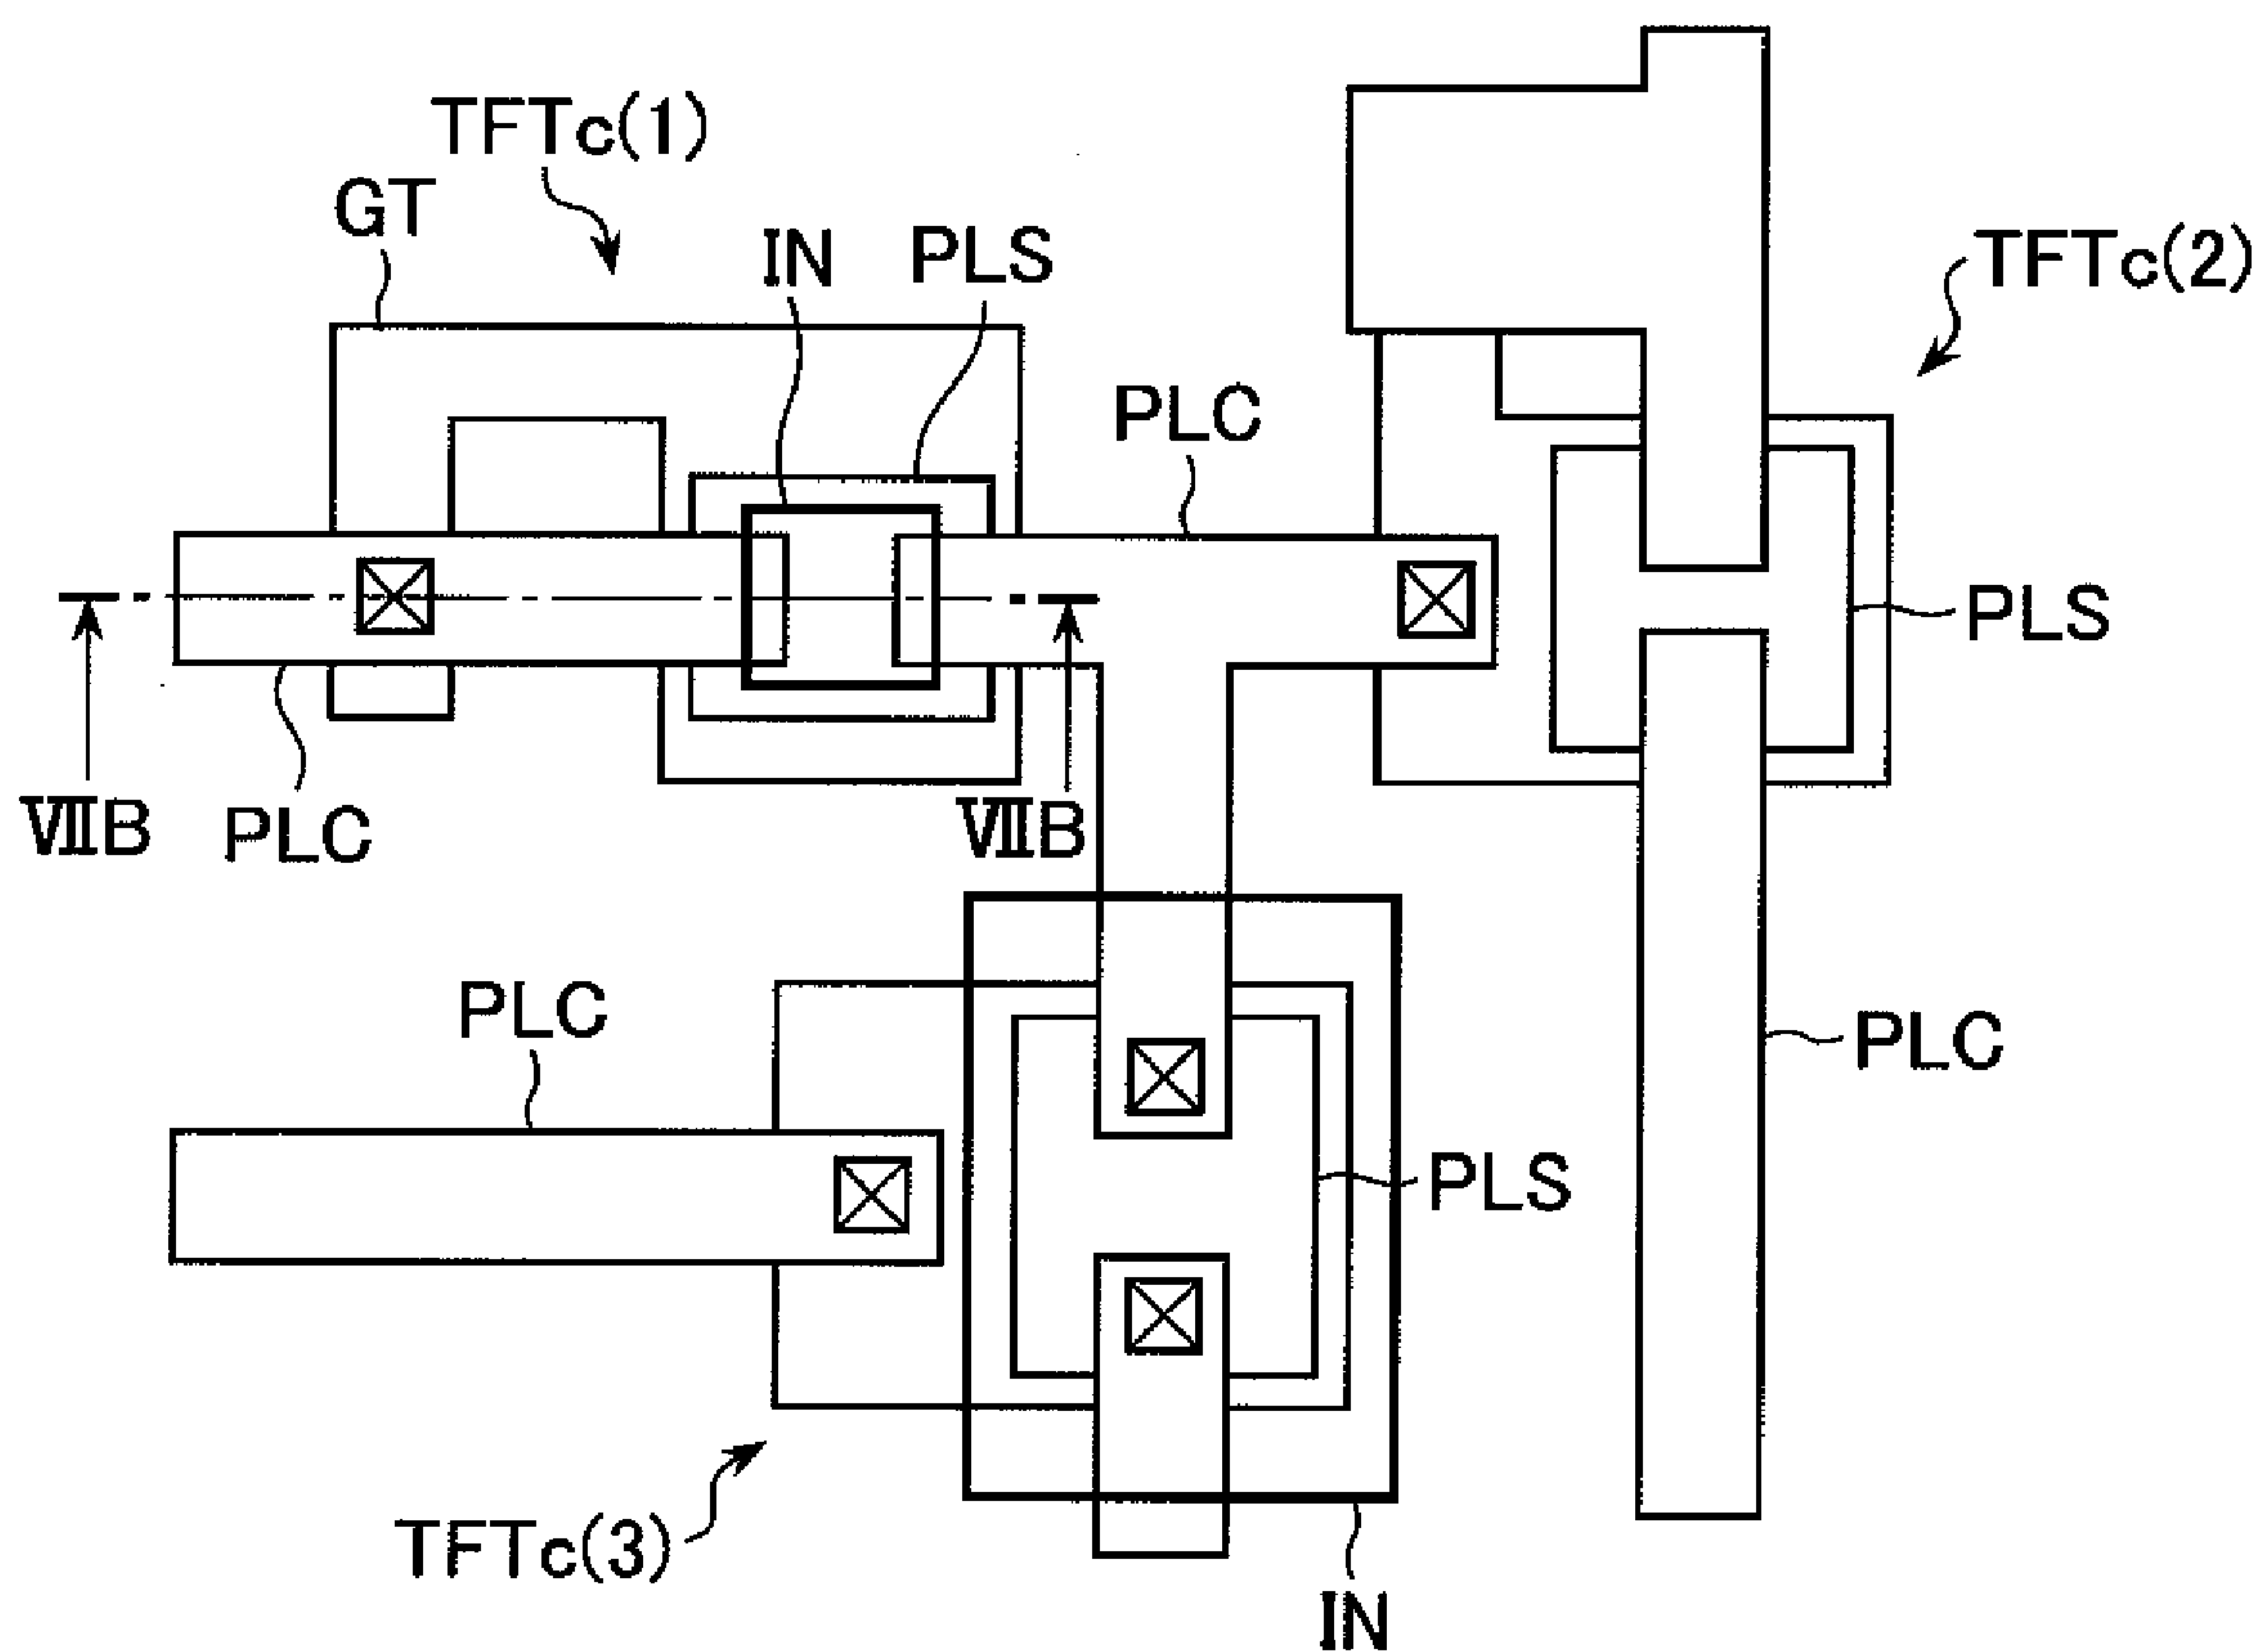 TFTc(1)
GT
IN
PLS
TFTc(2)
PLC
PLS
ⅦB
PLC
ⅦB
PLC
PLC
PLS
TFTc(3)
IN